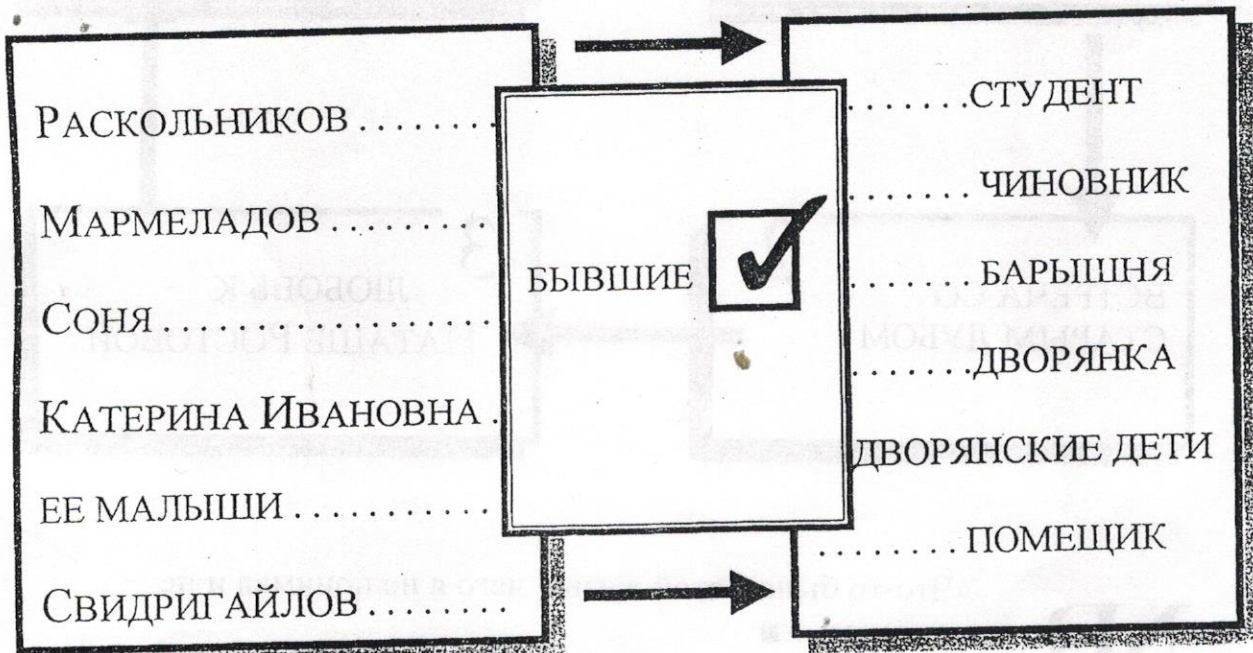 РАСКОЛЬНИКОВ ........ ........СТУДЕНТ
МАРМЕЛАДОВ ......... ........ ЧИНОВНИК
СОНЯ .................. БЫВШИЕ ✓ ........ БАРЫШНЯ
КАТЕРИНА ИВАНОВНА . ........ДВОРЯНКА
ЕЕ МАЛЫШИ ........... ДВОРЯНСКИЕ ДЕТИ
СВИДРИГАЙЛОВ ........ ........ ПОМЕЩИК